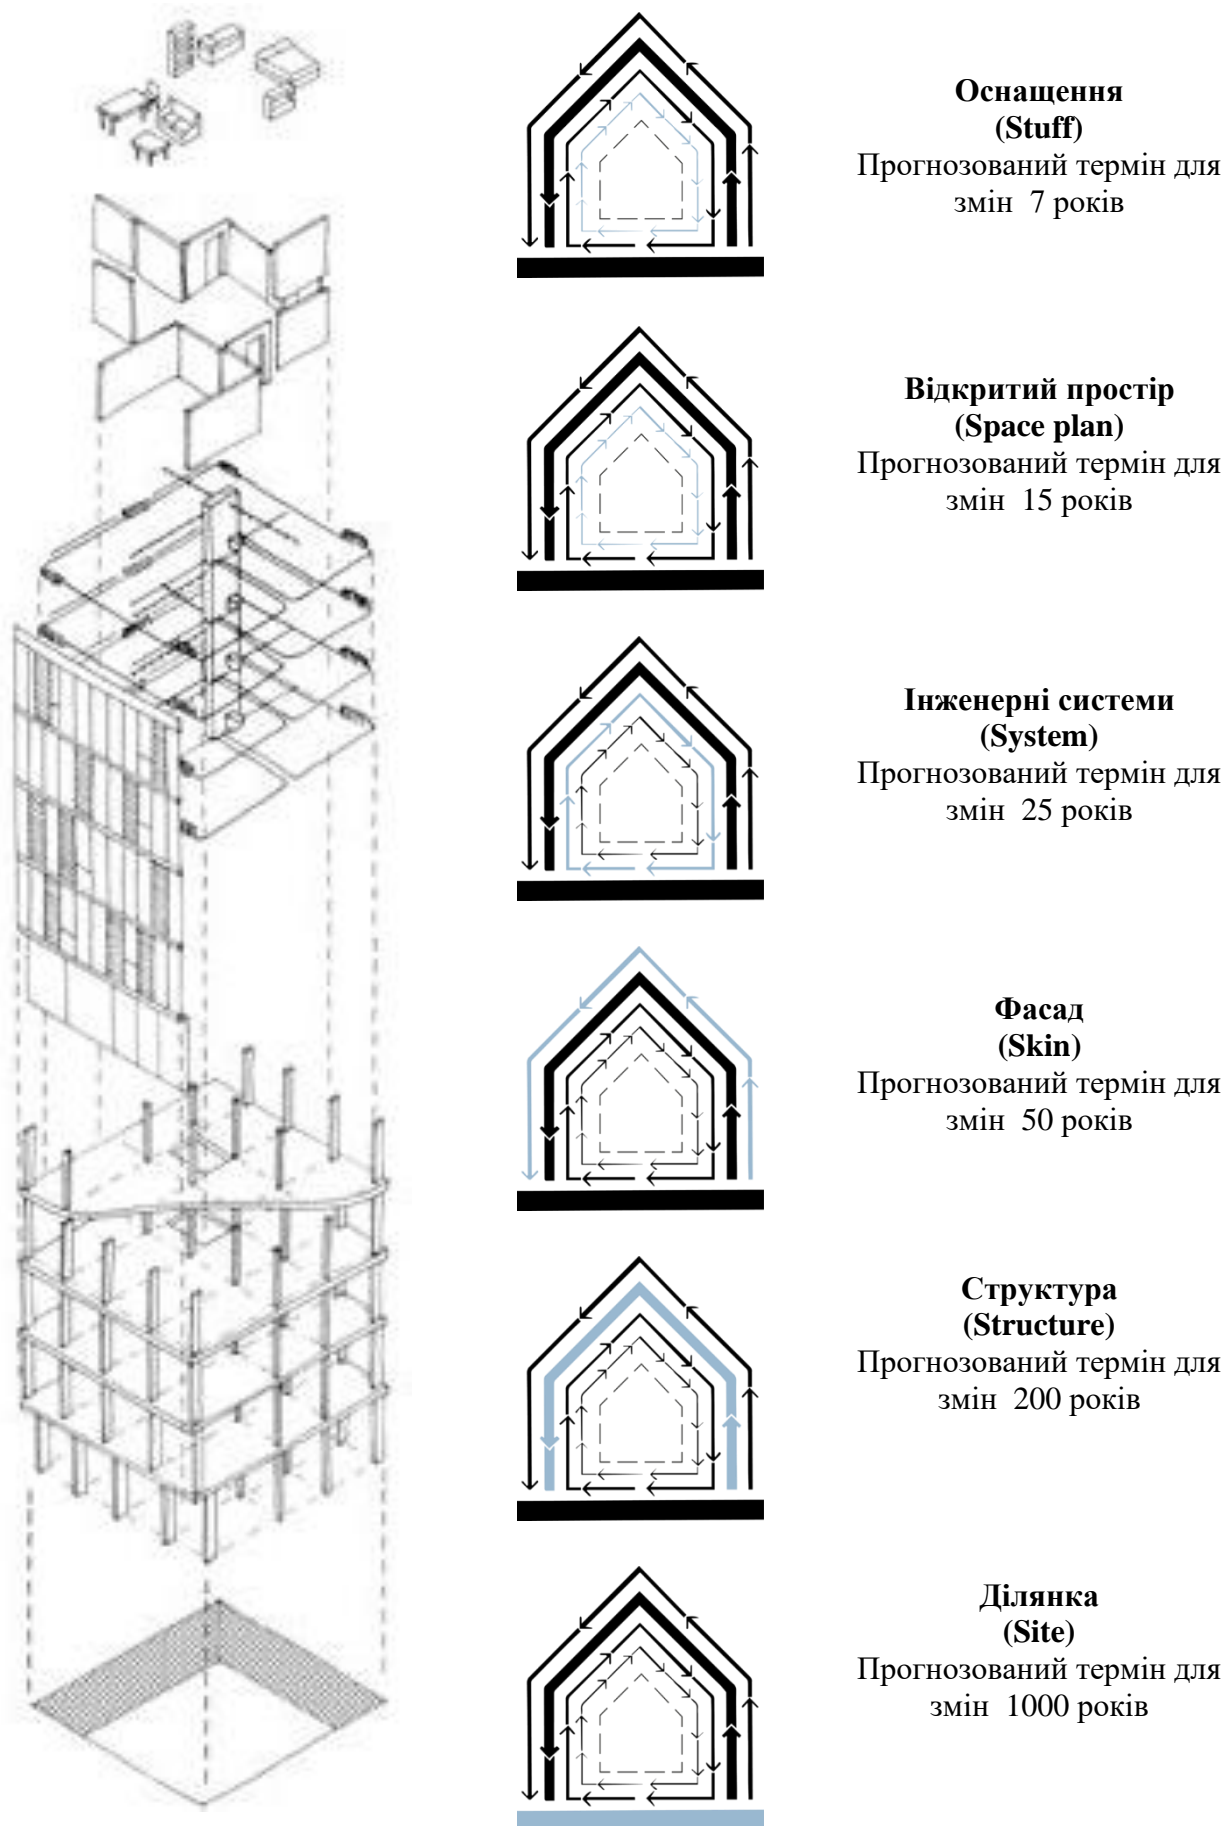 Оснащення
(Stuff)
Прогнозований термін для
змін 7 років
Відкритий простір
(Space plan)
Прогнозований термін для
змін 15 років
Інженерні системи
(System)
Прогнозований термін для
змін 25 років
Фасад
(Skin)
Прогнозований термін для
змін 50 років
Структура
(Structure)
Прогнозований термін для
змін 200 років
Ділянка
(Site)
Прогнозований термін для
змін 1000 років